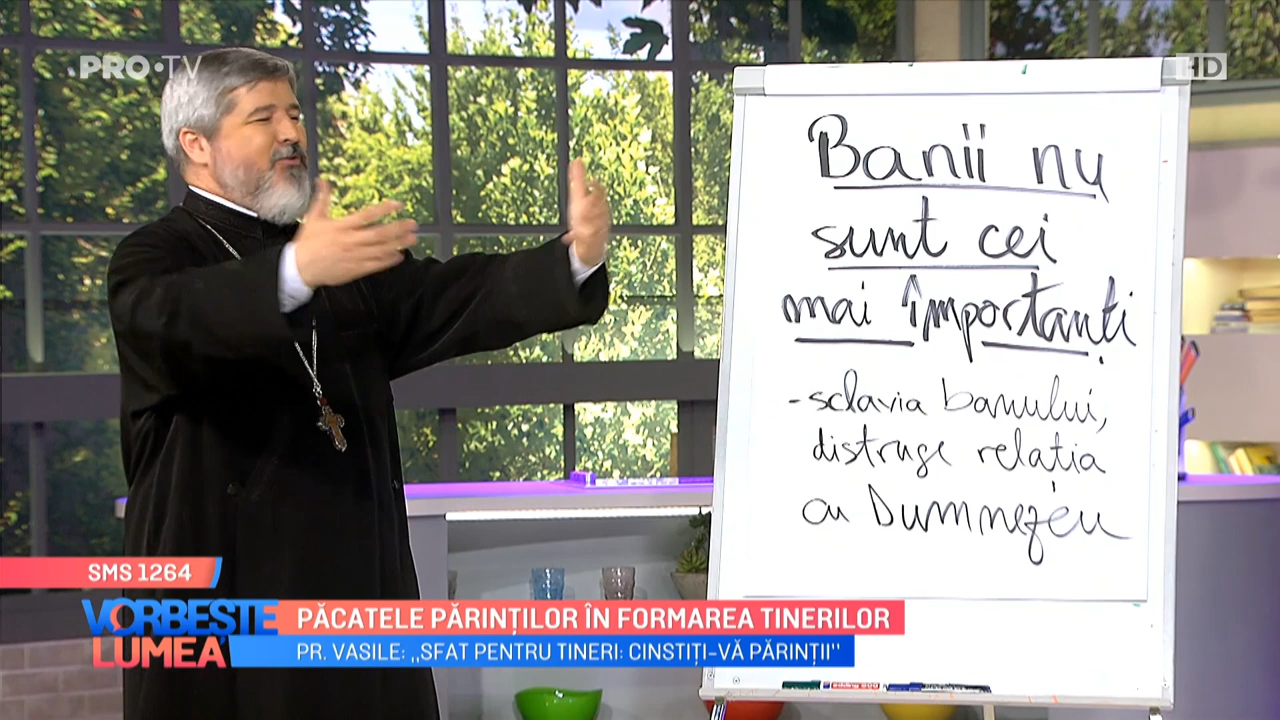 PRO•TV
HD
Banii nu
sunt cei
mai importanți
- sclavia banului,
distruge relația
cu Dumnezeu
SMS 1264
VORBEȘTE
LUMEA
PĂCATELE PĂRINȚILOR ÎN FORMAREA TINERILOR
PR. VASILE: „SFAT PENTRU TINERI: CINSTIȚI-VĂ PĂRINȚII''